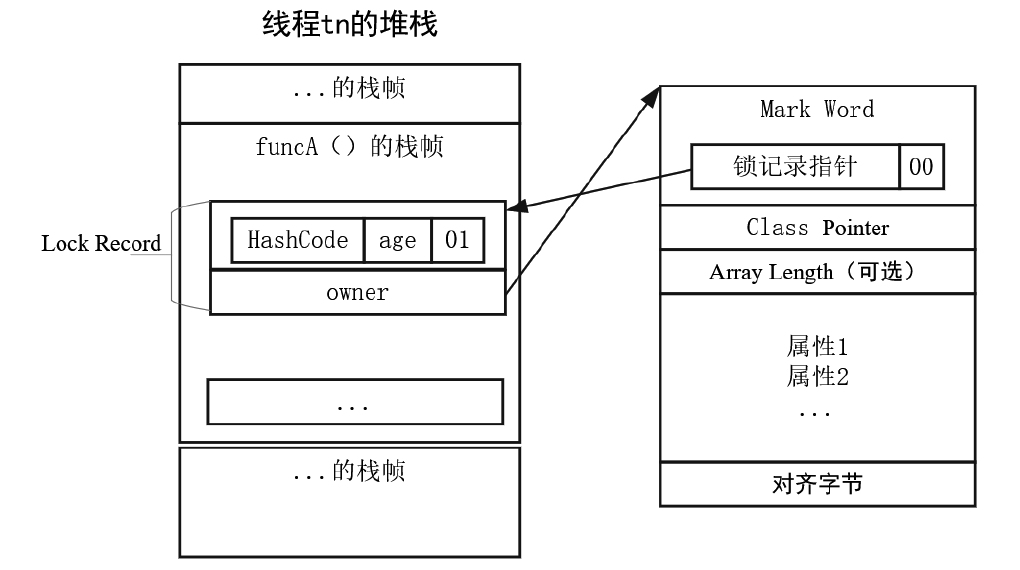 线程tn的堆栈
...的栈帧
funcA（）的栈帧
Lock Record
HashCode
age
01
owner
...
...的栈帧
Mark Word
锁记录指针
00
Class Pointer
Array Length（可选）
属性1
属性2
...
对齐字节